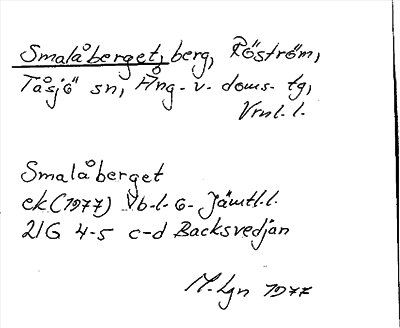 Smalåberget, berg, Röström,
Tåsjö sn, Ång. v. doms. tg,
Vrnl. l.
Smalåberget
ek (1977) Vb-l. o- Jämtl. l.
21G 4-5 c-d Backsvedjan
M. Lgn 1977